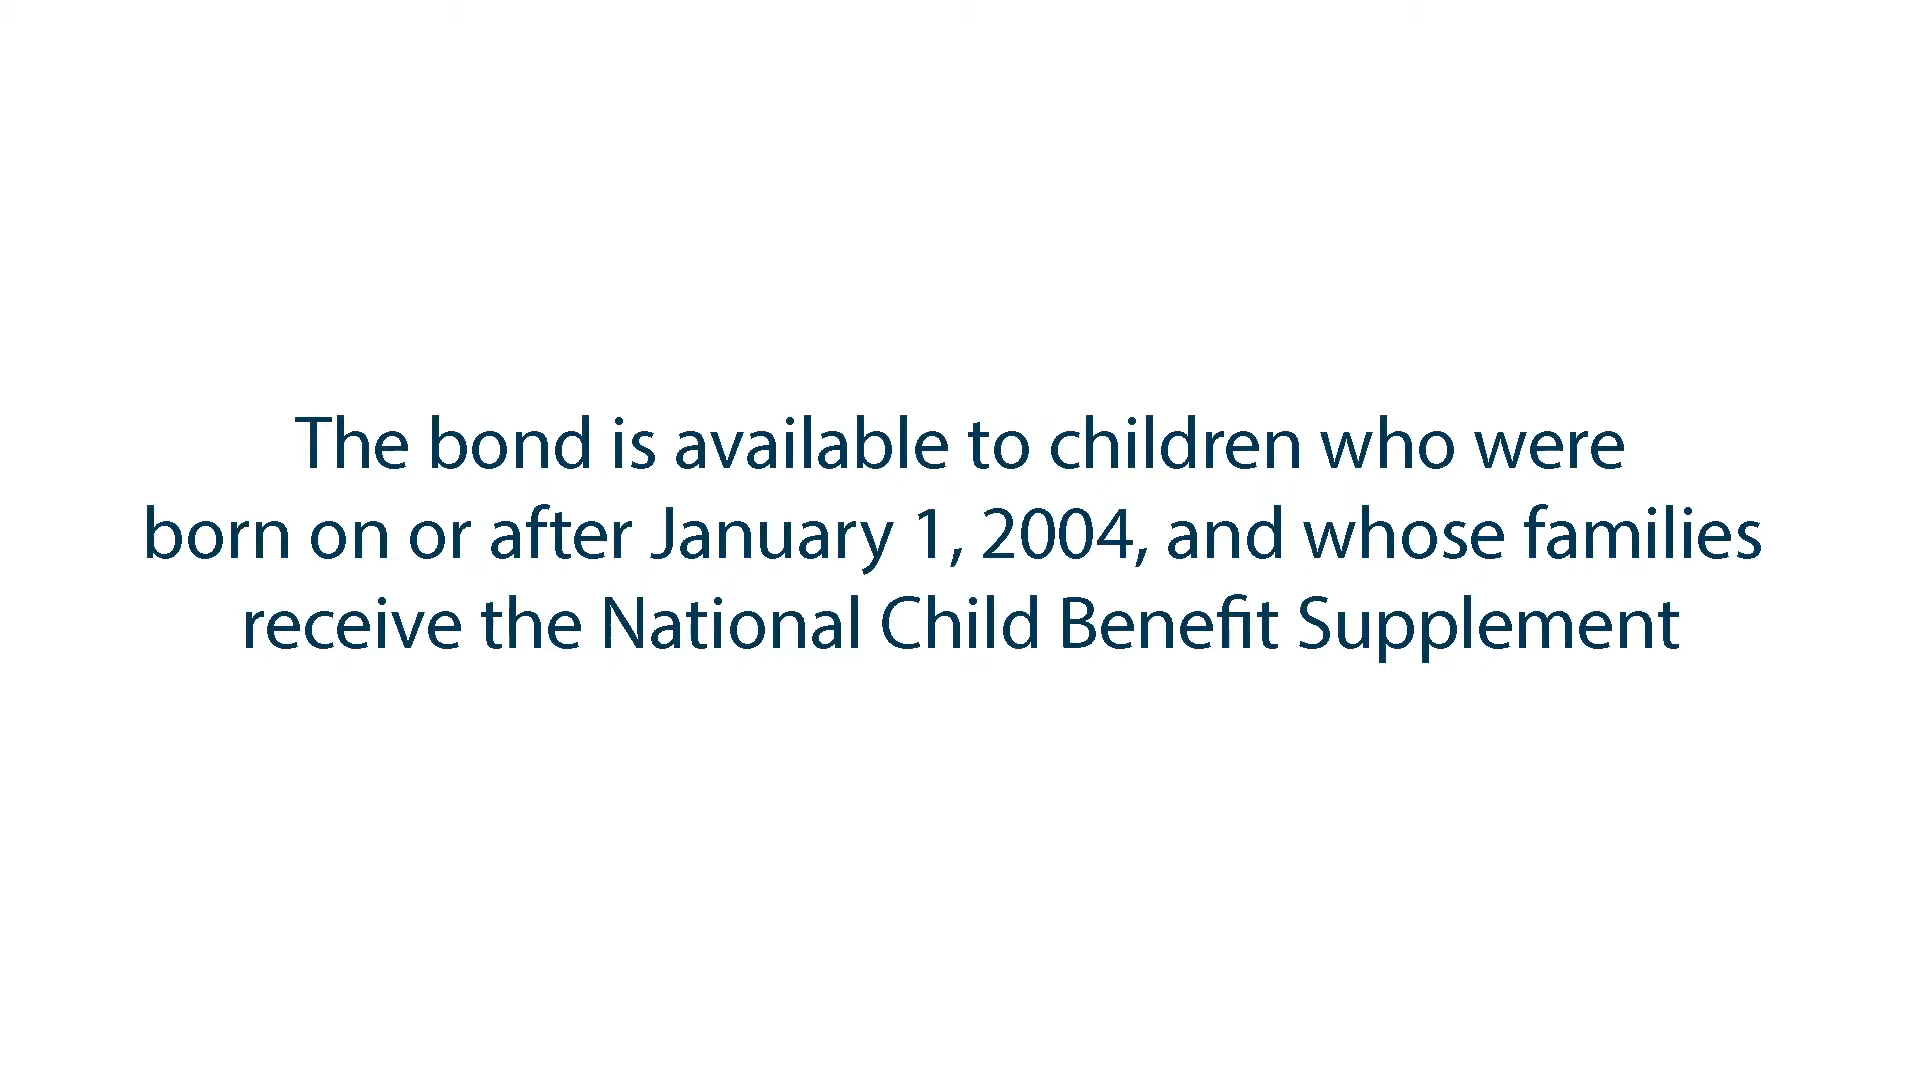 The bond is available to children who were
born on or after January 1, 2004, and whose families
receive the National Child Benefit Supplement